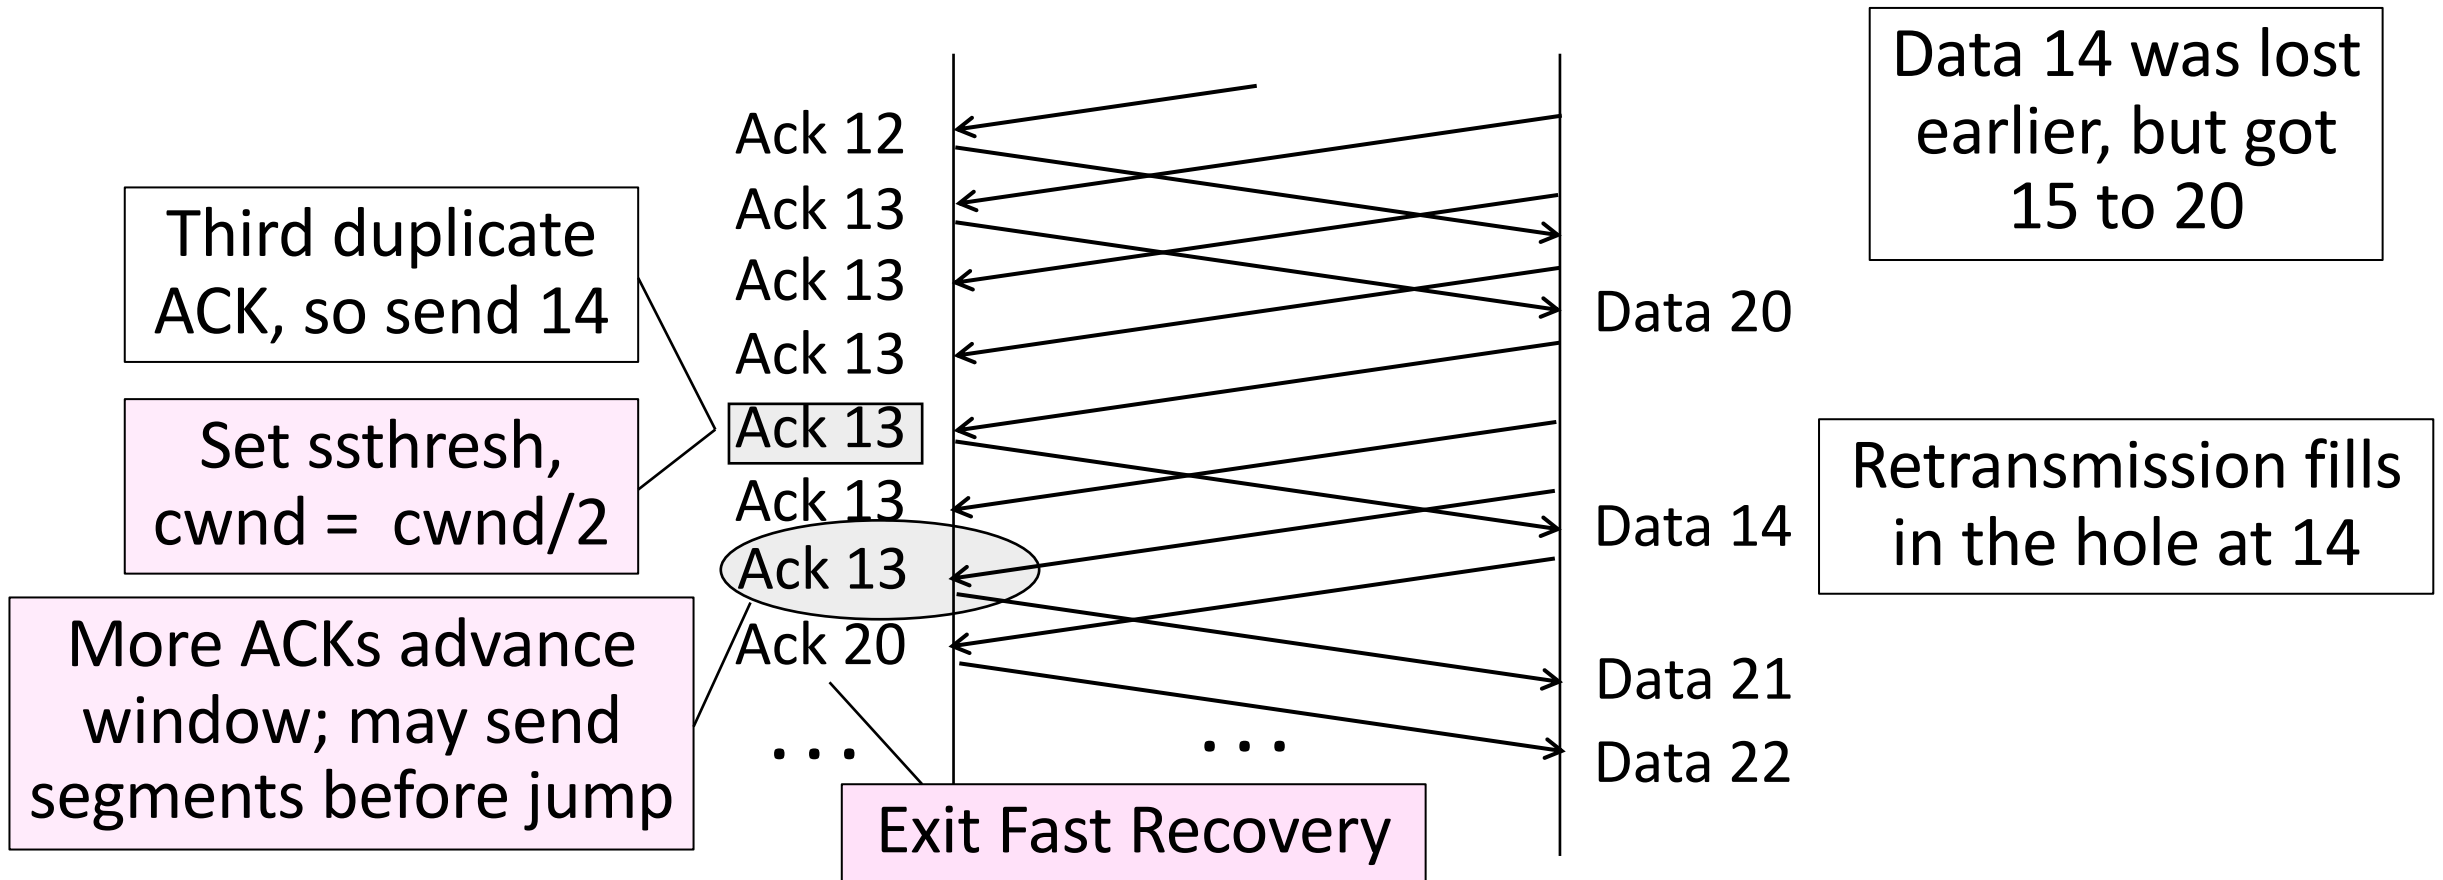 Data 14 was lost
earlier, but got
15 to 20
Third duplicate
ACK, so send 14
Set ssthresh,
cwnd =  cwnd/2
More ACKs advance
window; may send
segments before jump
Ack 12
Ack 13
Ack 13
Ack 13
Ack 13
Ack 13
Ack 13
Ack 20
. . .
. . .
Exit Fast Recovery
Data 20
Data 14
Data 21
Data 22
Retransmission fills
in the hole at 14